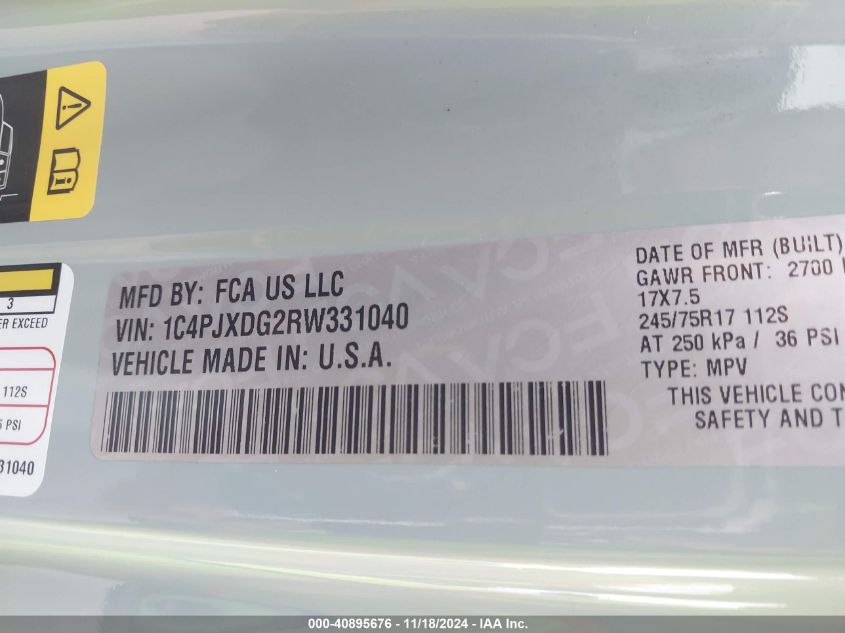 MFD BY: FCA US LLC
VIN: 1C4PJXDG2RW331040
VEHICLE MADE IN: U.S.A.
DATE OF MFR (BUILT)
GAWR FRONT: 2700
17X7.5
245/75R17 112S
AT 250 kPa / 36 PSI
TYPE: MPV
THIS VEHICLE CON
SAFETY AND T
3
ER EXCEED
112S
PSI
31040
000-40895676 - 11/18/2024 - IAA Inc.